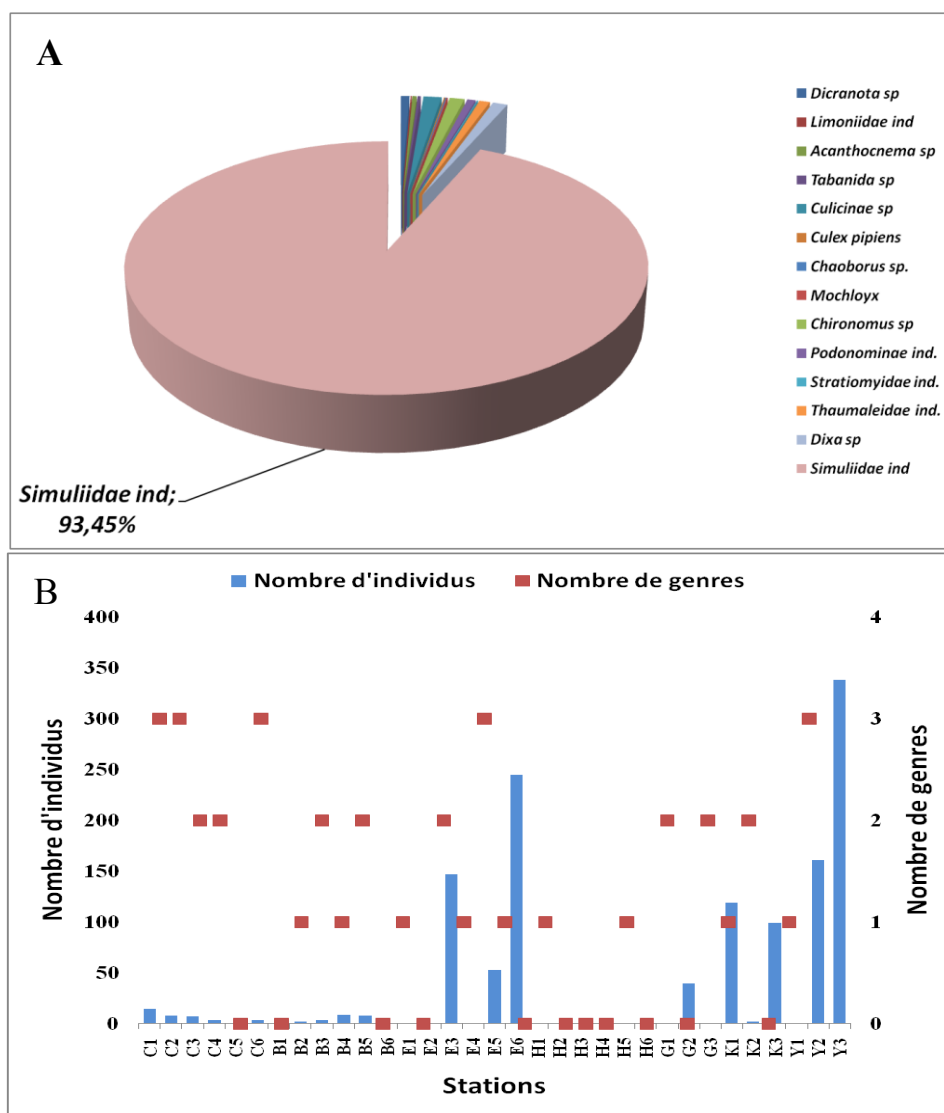 A
Dicranota sp
Limoniidae ind
Acanthocnema sp
Tabanida sp
Culicinae sp
Culex pipiens
Chaoborus sp.
Mochloyx
Chironomus sp
Podonominae ind.
Stratiomyidae ind.
Thaumaleidae ind.
Dixa sp
Simuliidae ind
Simuliidae ind;
93,45%
B
Nombre d'individus
Nombre de genres
400
350
300
250
200
150
100
50
0
Nombre d'individus
4
3
2
1
0
Nombre de genres
C1 C2 C3 C4 C5 C6 B1 B2 B3 B4 B5 B6 E1 E2 E3 E4 E5 E6 H1 H2 H3 H4 H5 H6 G1 G2 G3 K1 K2 K3 Y1 Y2 Y3
Stations